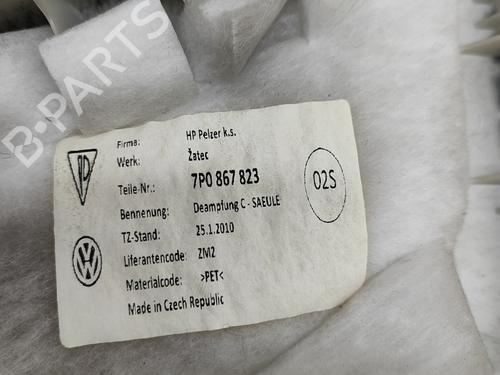 B-PARTS
Firma: HP Pelzer k.s.
Werk: Žatec
Teile-Nr.: 7P0 867 823
Bennenung: Deampfung C - SAEULE
TZ-Stand: 25.1.2010
Liferantencode: ZM2
Materialcode: >PET<
Made in Czech Republic
02S